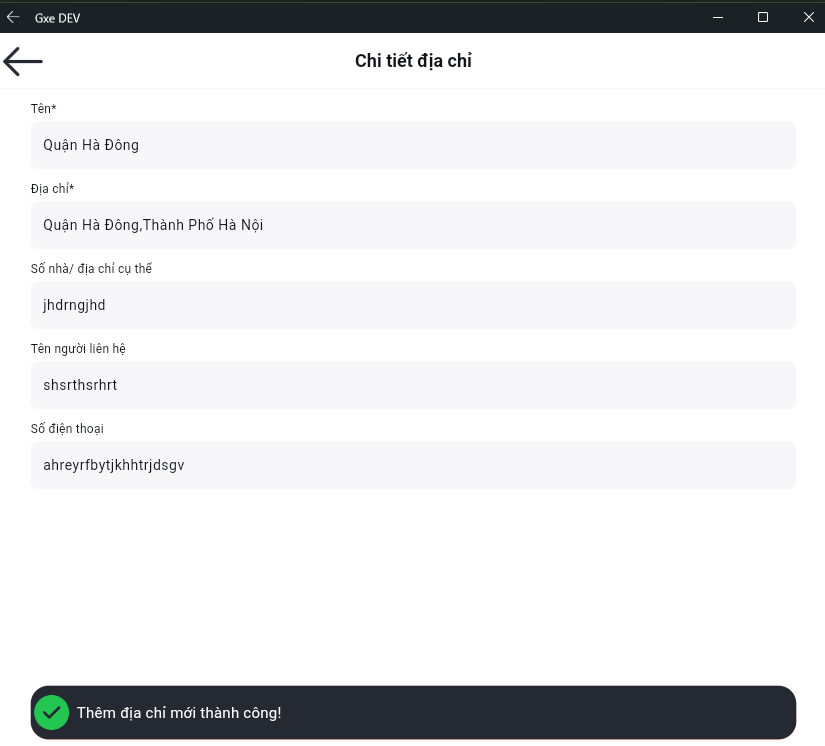 Gxe DEV
Chi tiết địa chỉ
Tên*
Quận Hà Đông
Địa chỉ*
Quận Hà Đông,Thành Phố Hà Nội
Số nhà/ địa chỉ cụ thể
jhdrngjhd
Tên người liên hệ
shsrthsrhrt
Số điện thoại
ahreyrfbytjkhhtrjdsgv
Thêm địa chỉ mới thành công!